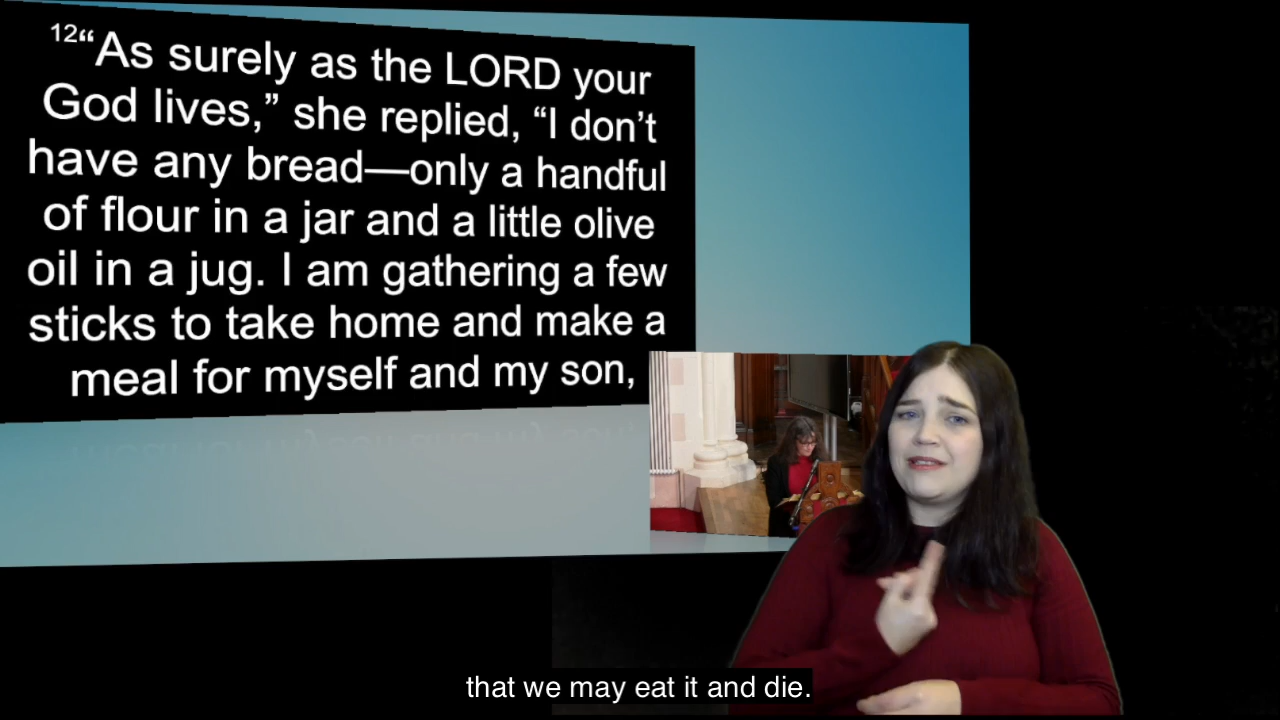 12“As surely as the LORD your
God lives,” she replied, “I don’t
have any bread—only a handful
of flour in a jar and a little olive
oil in a jug. I am gathering a few
sticks to take home and make a
meal for myself and my son,
that we may eat it and die.